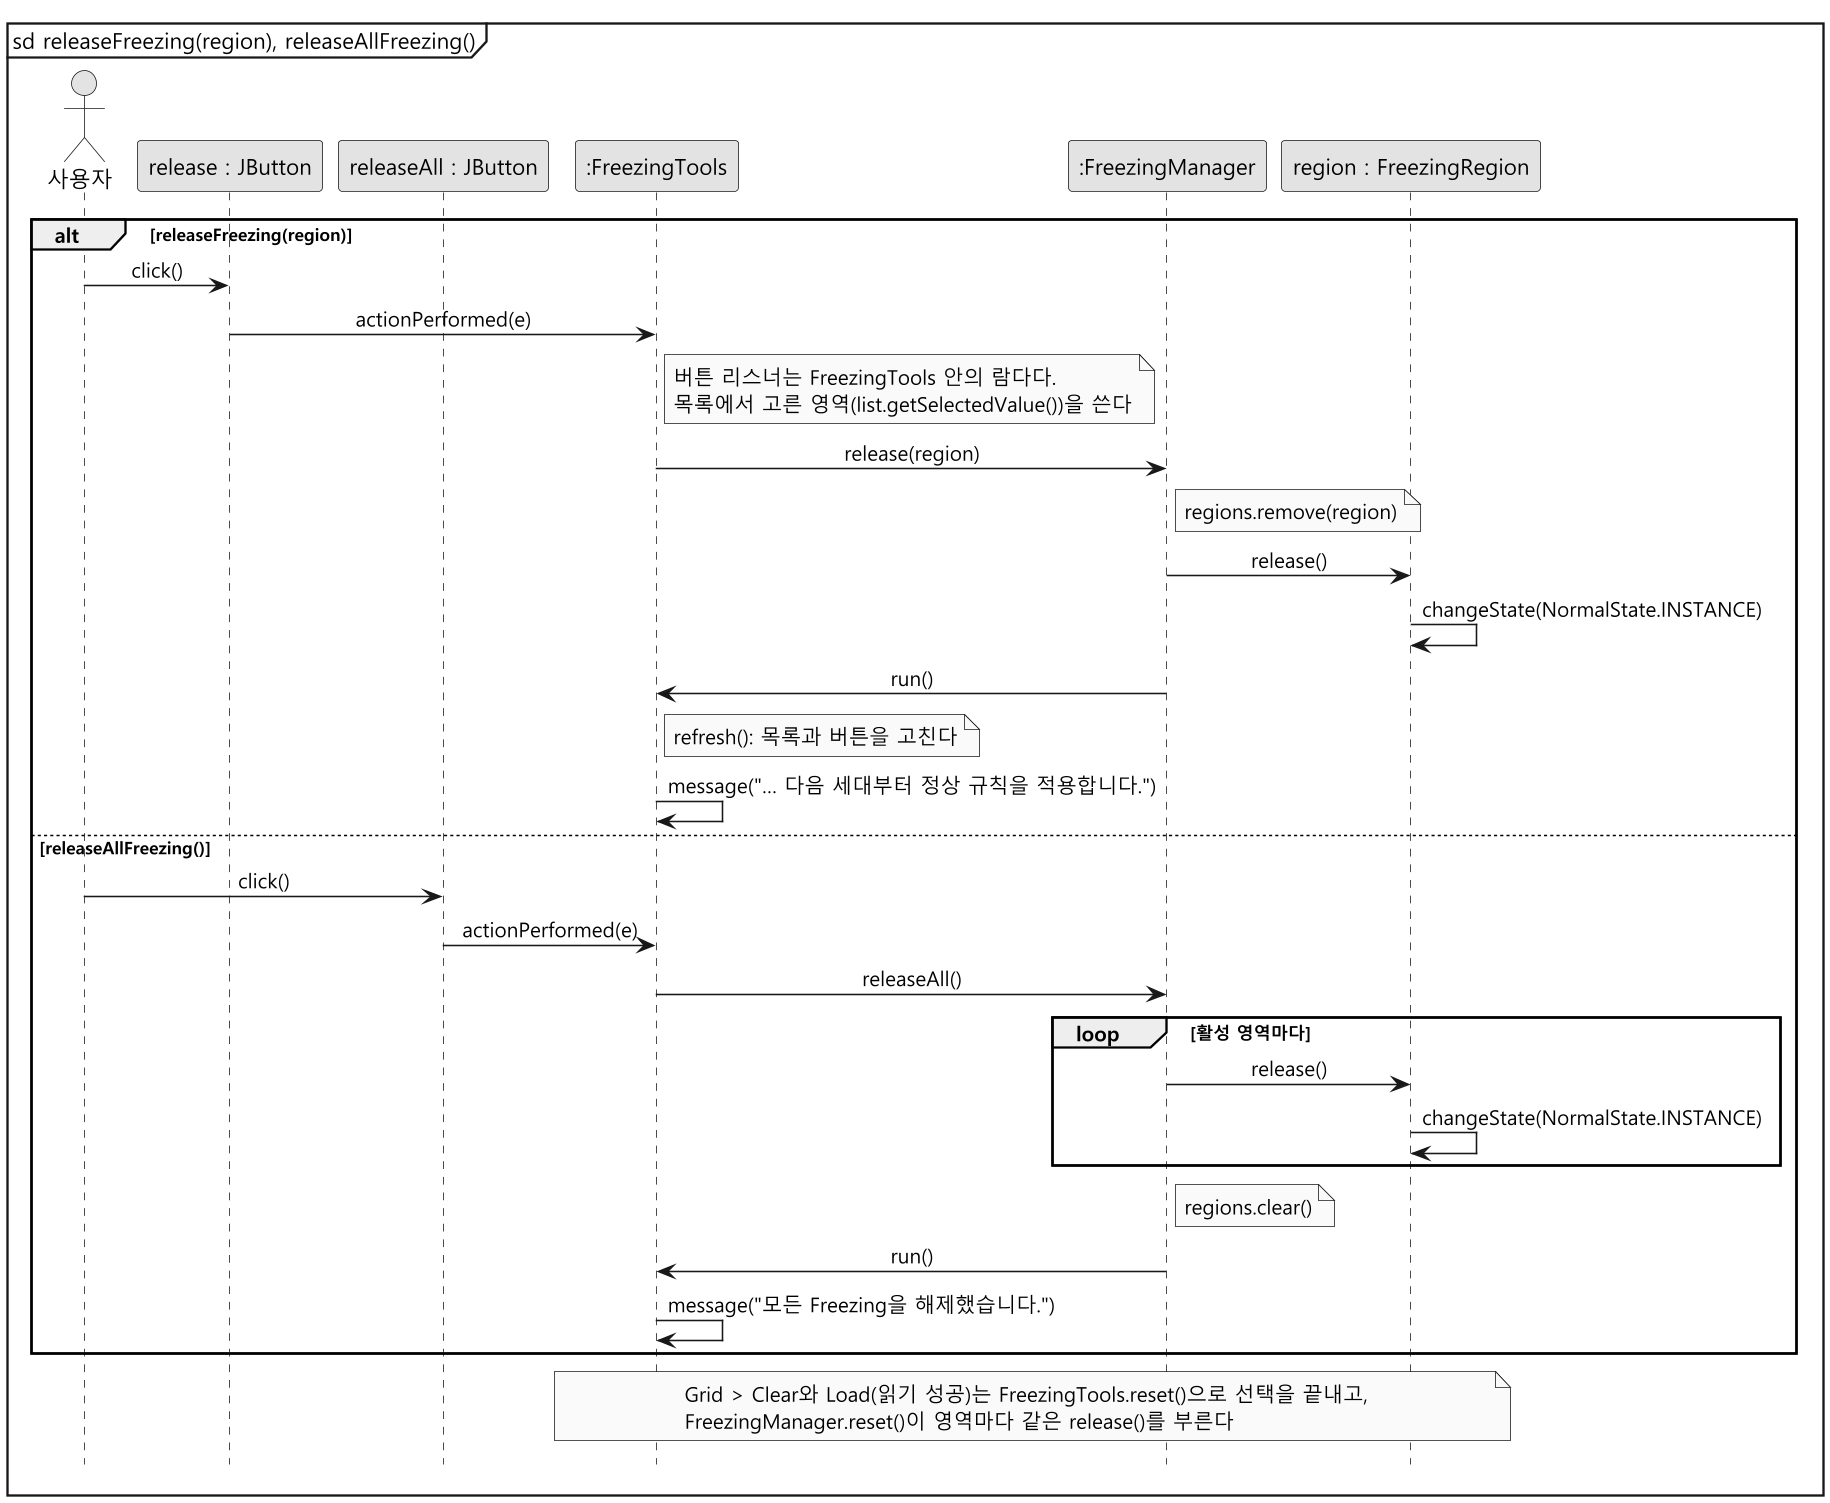 sd releaseFreezing(region), releaseAllFreezing()
사용자
release : JButton
releaseAll : JButton
:FreezingTools
:FreezingManager
region : FreezingRegion
alt
[releaseFreezing(region)]
click()
actionPerformed(e)
버튼 리스너는 FreezingTools 안의 람다다.
목록에서 고른 영역(list.getSelectedValue())을 쓴다
release(region)
regions.remove(region)
release()
changeState(NormalState.INSTANCE)
run()
refresh(): 목록과 버튼을 고친다
message("... 다음 세대부터 정상 규칙을 적용합니다.")
[releaseAllFreezing()]
click()
actionPerformed(e)
releaseAll()
loop
[활성 영역마다]
release()
changeState(NormalState.INSTANCE)
regions.clear()
run()
message("모든 Freezing을 해제했습니다.")
Grid > Clear와 Load(읽기 성공)는 FreezingTools.reset()으로 선택을 끝내고,
FreezingManager.reset()이 영역마다 같은 release()를 부른다